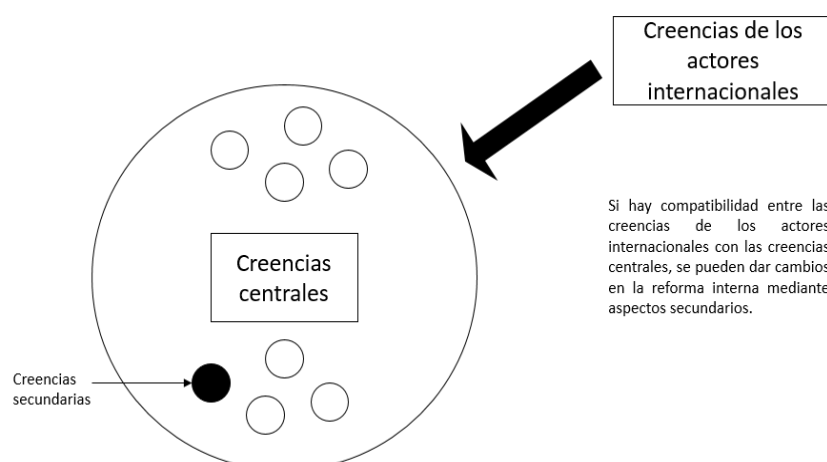 Creencias de los
actores
internacionales
Si hay compatibilidad entre las
creencias de los actores
internacionales con las creencias
centrales, se pueden dar cambios
en la reforma interna mediante
aspectos secundarios.
Creencias
centrales
Creencias
secundarias